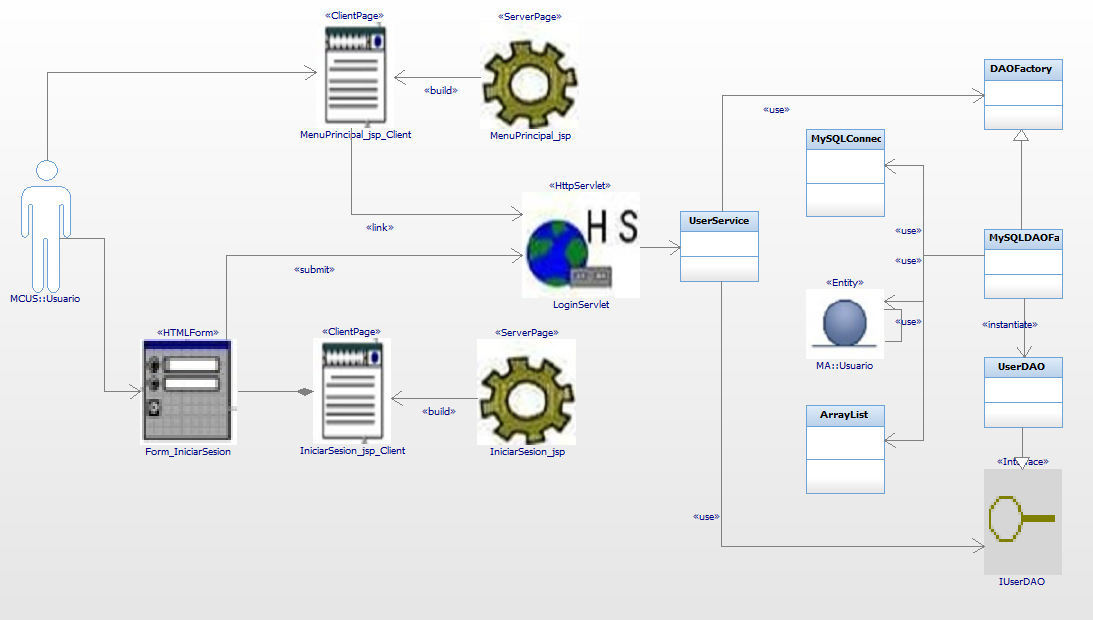 «ClientPage»
«ServerPage»
«build»
MenuPrincipal_jsp_Client
MenuPrincipal_jsp
DAOFactory
«use»
MySQLConnec
«HttpServlet»
«link»
UserService
«use»
MySQLDAOFa
«use»
«submit»
MCUS::Usuario
LoginServlet
«Entity»
«use»
«instantiate»
MA::Usuario
UserDAO
«HTMLForm»
«ClientPage»
«ServerPage»
«build»
Form_IniciarSesion
IniciarSesion_jsp_Client
IniciarSesion_jsp
ArrayList
«use»
HS
IUserDAO